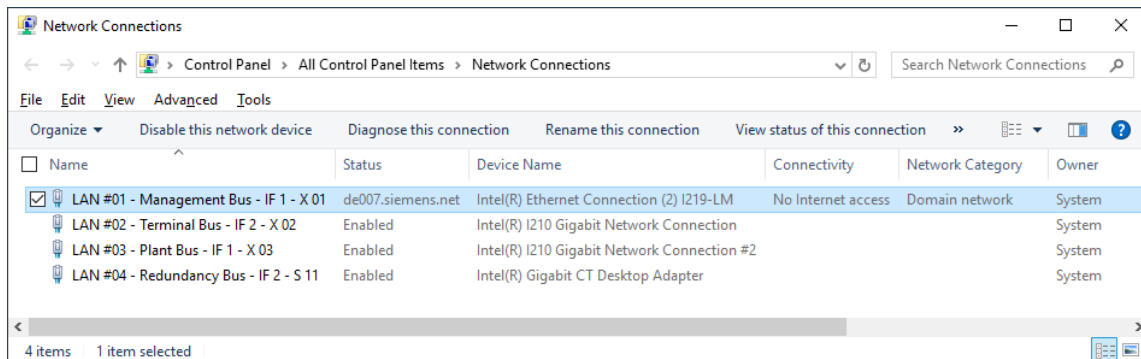 Network Connections
Control Panel > All Control Panel Items > Network Connections Search Network Connections
File Edit View Advanced Tools
Organize Disable this network device Diagnose this connection Rename this connection View status of this connection »
Name Status Device Name Connectivity Network Category Owner
LAN #01 - Management Bus - IF 1 - X 01 de007.siemens.net Intel(R) Ethernet Connection (2) I219-LM No Internet access Domain network System
LAN #02 - Terminal Bus - IF 2 - X 02 Enabled Intel(R) I210 Gigabit Network Connection System
LAN #03 - Plant Bus - IF 1 - X 03 Enabled Intel(R) I210 Gigabit Network Connection #2 System
LAN #04 - Redundancy Bus - IF 2 - S 11 Enabled Intel(R) Gigabit CT Desktop Adapter System
4 items 1 item selected